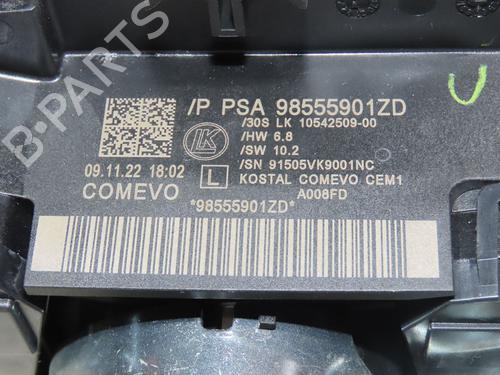 /P PSA 98555901ZD
/30S LK 10542509-00
/HW 6.8
/SW 10.2
/SN 91505VK9001NC
KOSTAL COMEVO CEM1
A008FD
LK
L
09.11.22 18:02
COMEVO
*98555901ZD*
U
B-PARTS